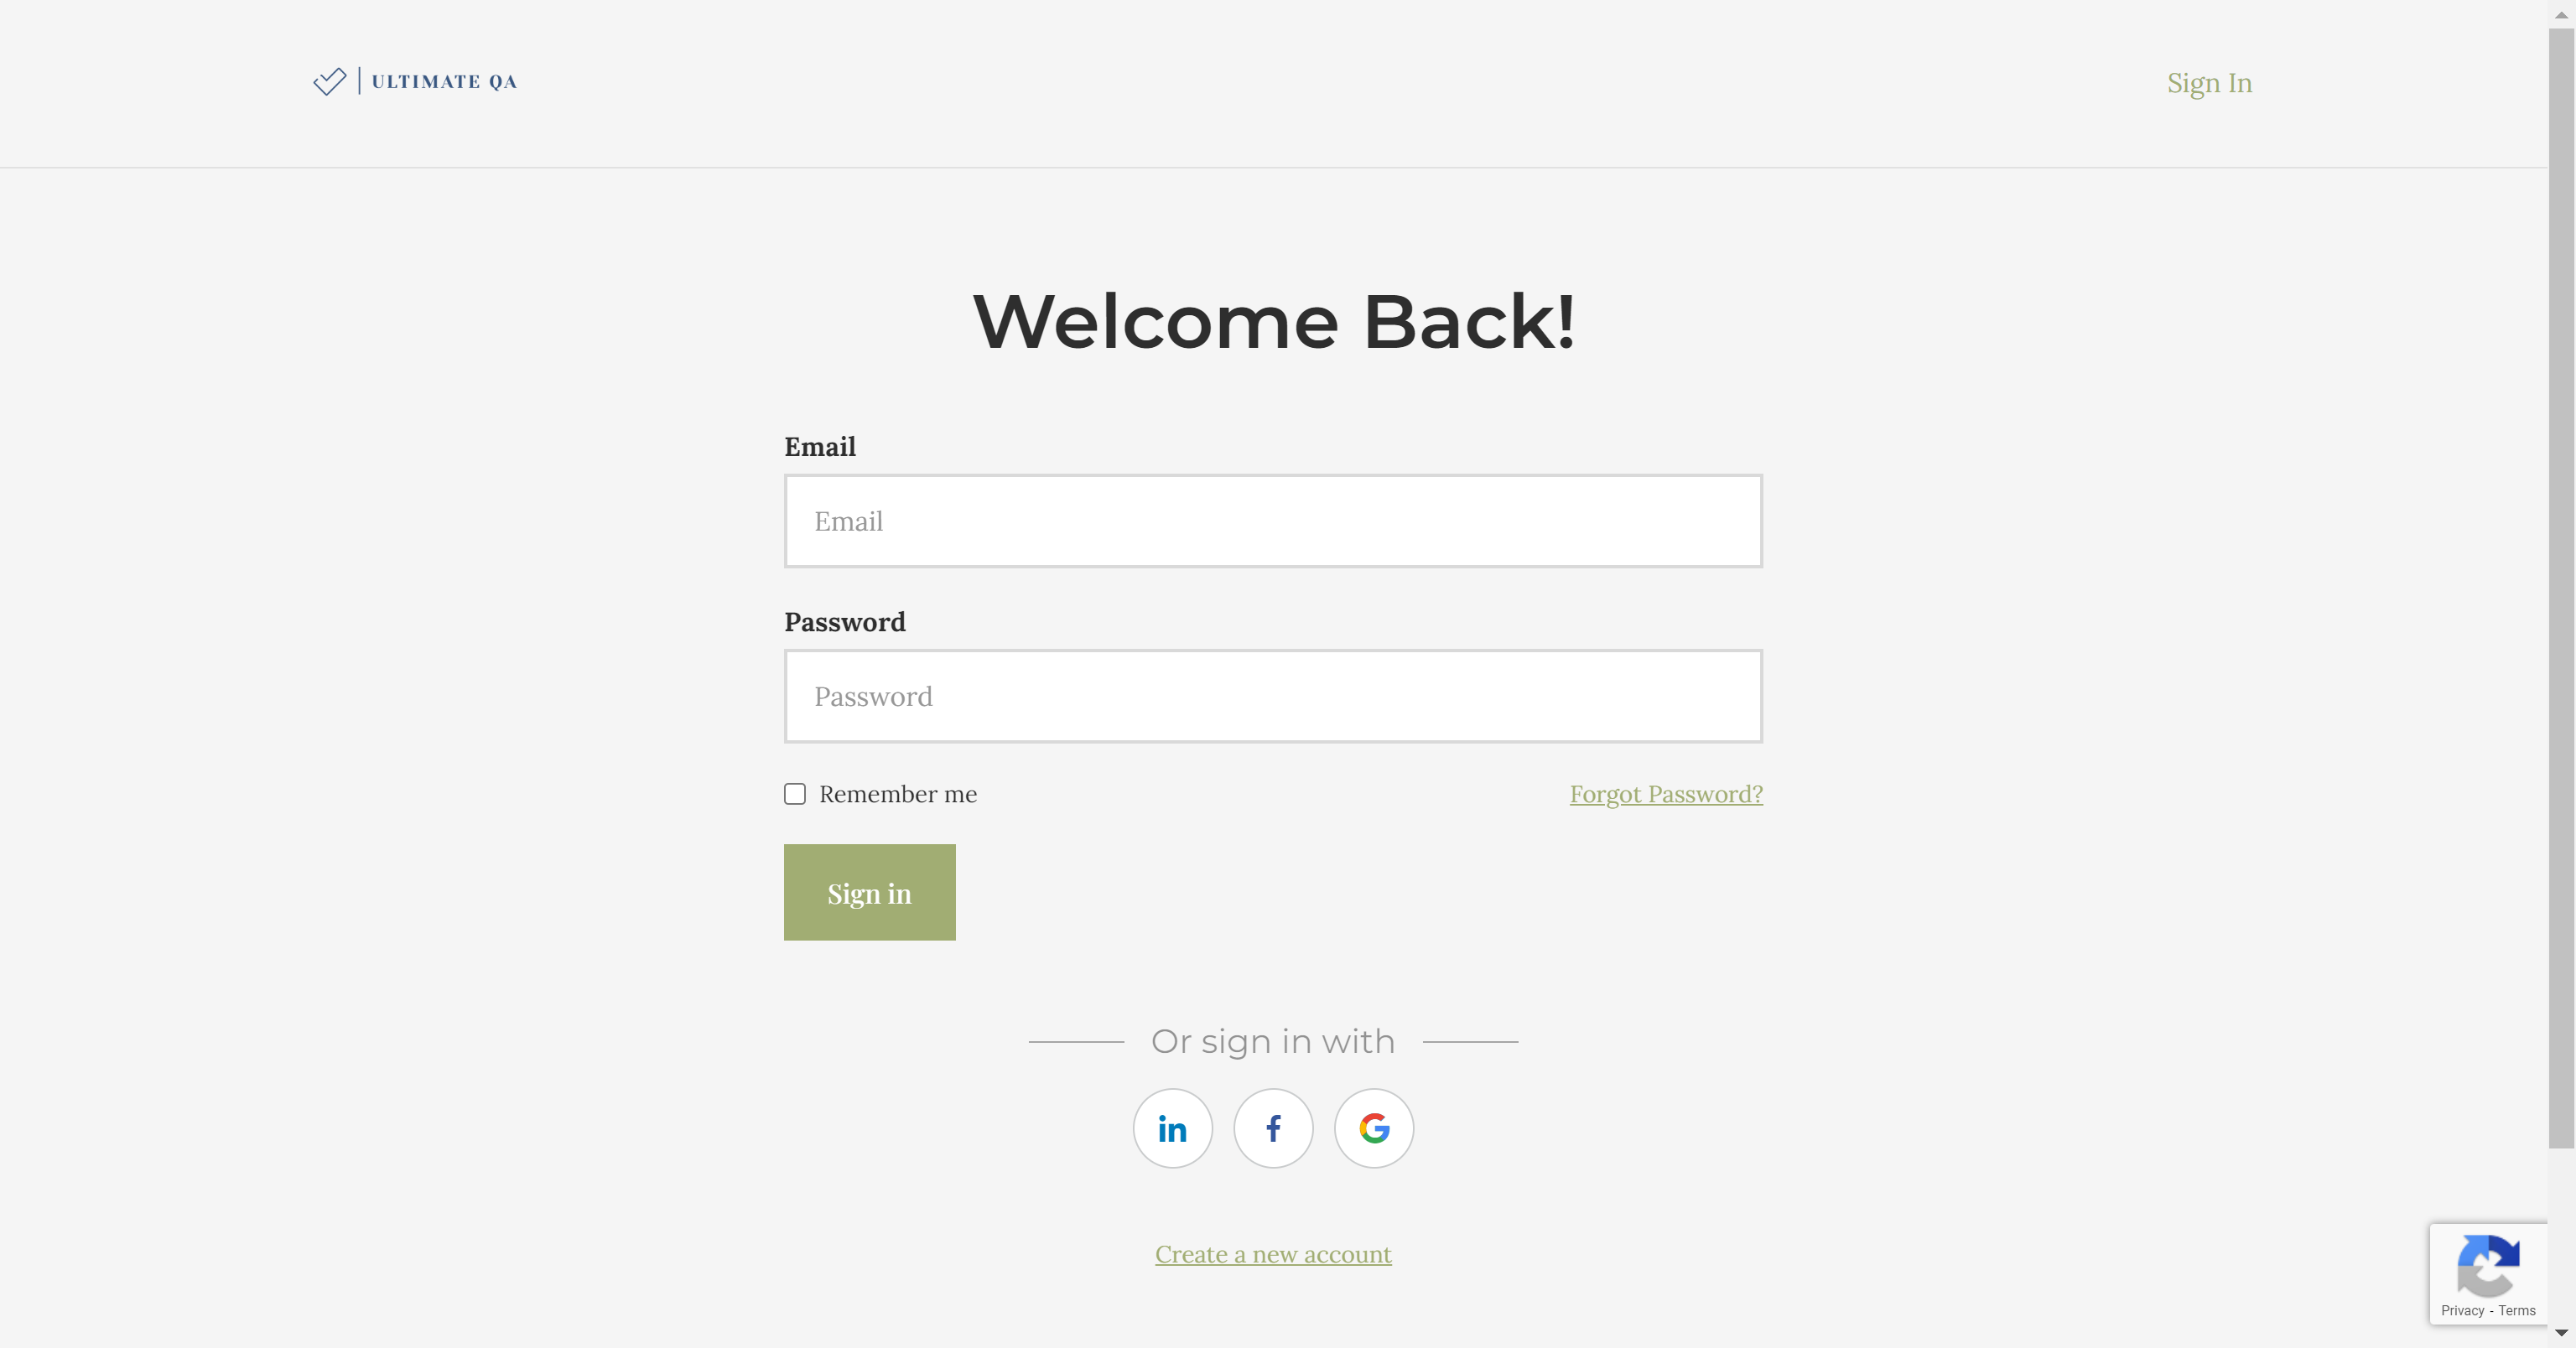 ULTIMATE QA
Sign In
Welcome Back!
Email
Email
Password
Password
Remember me
Forgot Password?
Sign in
Or sign in with
in
f
G
Create a new account
Privacy - Terms